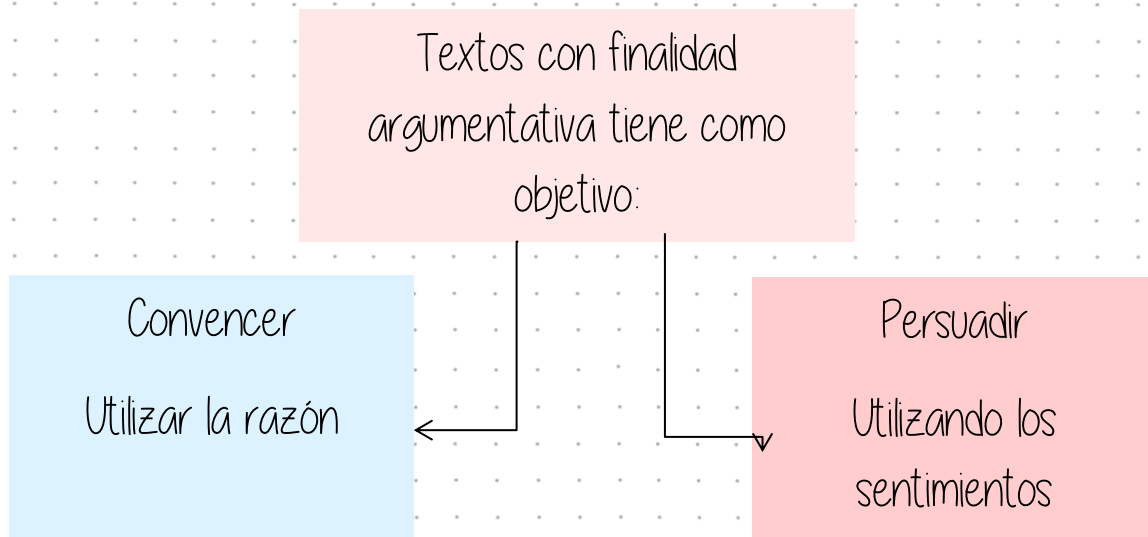 Textos con finalidad
argumentativa tiene como
objetivo:
Convencer
Utilizar la razón
Persuadir
Utilizando los
sentimientos